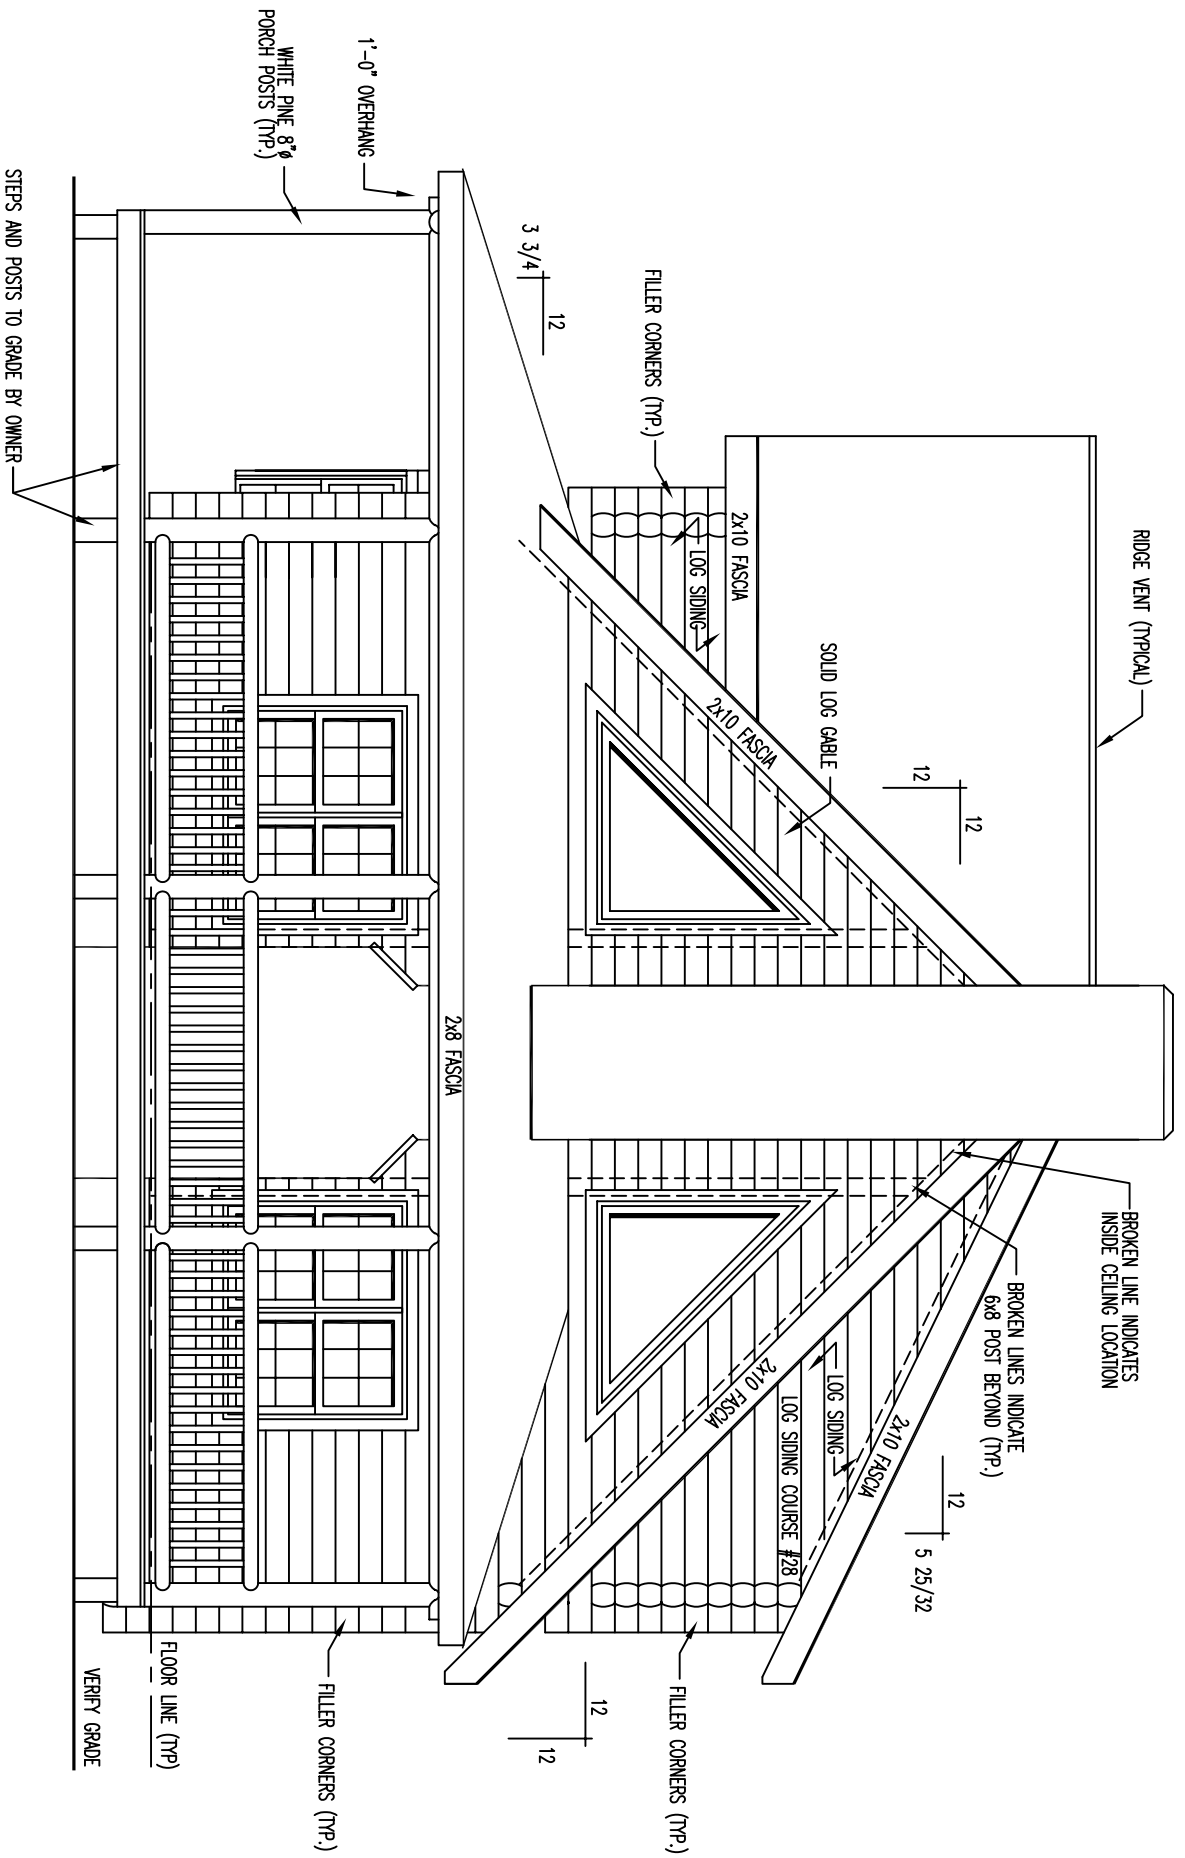 RIDGE VENT (TYPICAL)
BROKEN LINE INDICATES
INSIDE CEILING LOCATION
BROKEN LINES INDICATE
6x8 POST BEYOND (TYP.)
12
12
12
5 25/32
SOLID LOG GABLE
2x10 FASCIA
LOG SIDING
2x10 FASCIA
2x10 FASCIA
LOG SIDING
LOG SIDING COURSE #28
2x10 FASCIA
FILLER CORNERS (TYP.)
FILLER CORNERS (TYP.)
12
3 3/4
12
12
1'-0" OVERHANG
2x8 FASCIA
WHITE PINE 8"ø
PORCH POSTS (TYP.)
FILLER CORNERS (TYP.)
FLOOR LINE (TYP)
VERIFY GRADE
STEPS AND POSTS TO GRADE BY OWNER